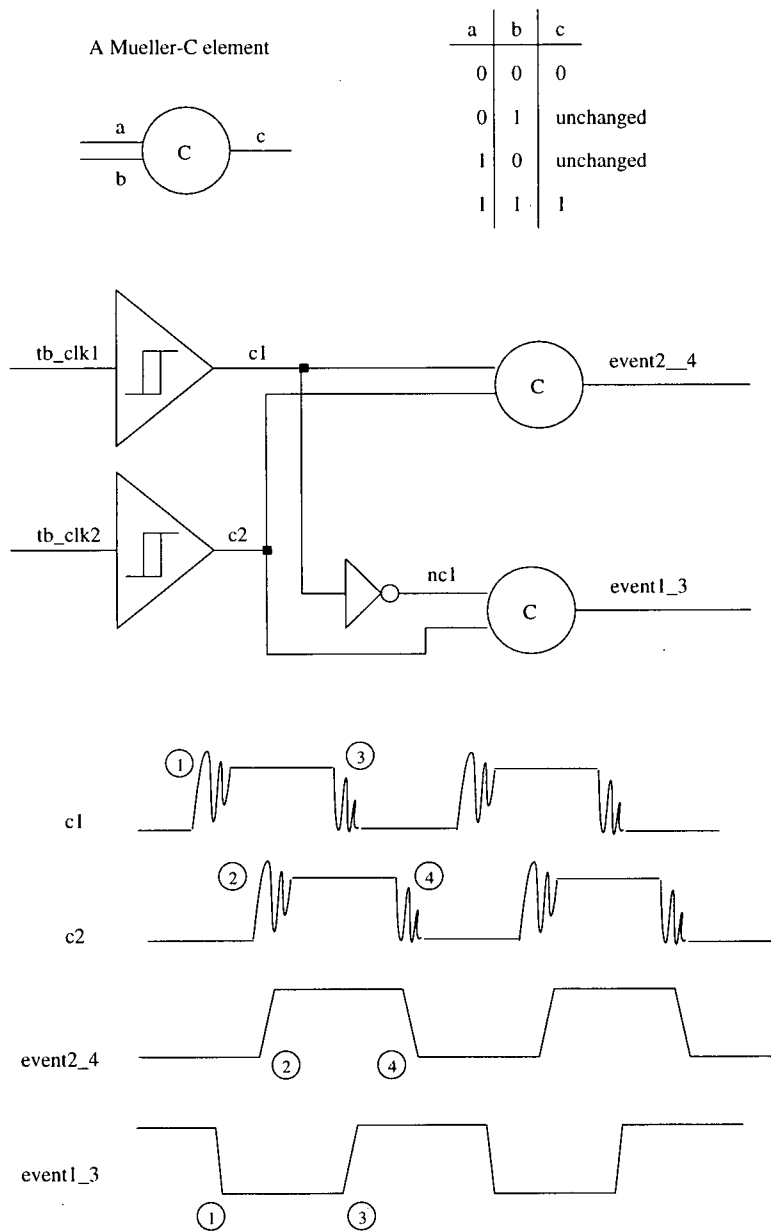 A Mueller-C element
a b c
0 0 0
0 1 unchanged
1 0 unchanged
1 1 1
a
b
C
c
tb_clk1
c1
C
event2__4
tb_clk2
c2
nc1
C
event1_3
1
3
c1
2
4
c2
event2_4
2
4
event1_3
1
3